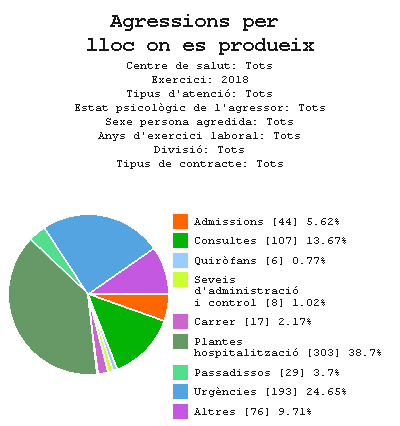 Agressions per
lloc on es produeix
Centre de salut: Tots
Exercici: 2018
Tipus d'atenció: Tots
Estat psicològic de l'agressor: Tots
Sexe persona agredida: Tots
Anys d'exercici laboral: Tots
Divisió: Tots
Tipus de contracte: Tots
Admissions [44] 5.62%
Consultes [107] 13.67%
Quiròfans [6] 0.77%
Seveis
d'administració
i control [8] 1.02%
Carrer [17] 2.17%
Plantes
hospitalització [303] 38.7%
Passadissos [29] 3.7%
Urgències [193] 24.65%
Altres [76] 9.71%